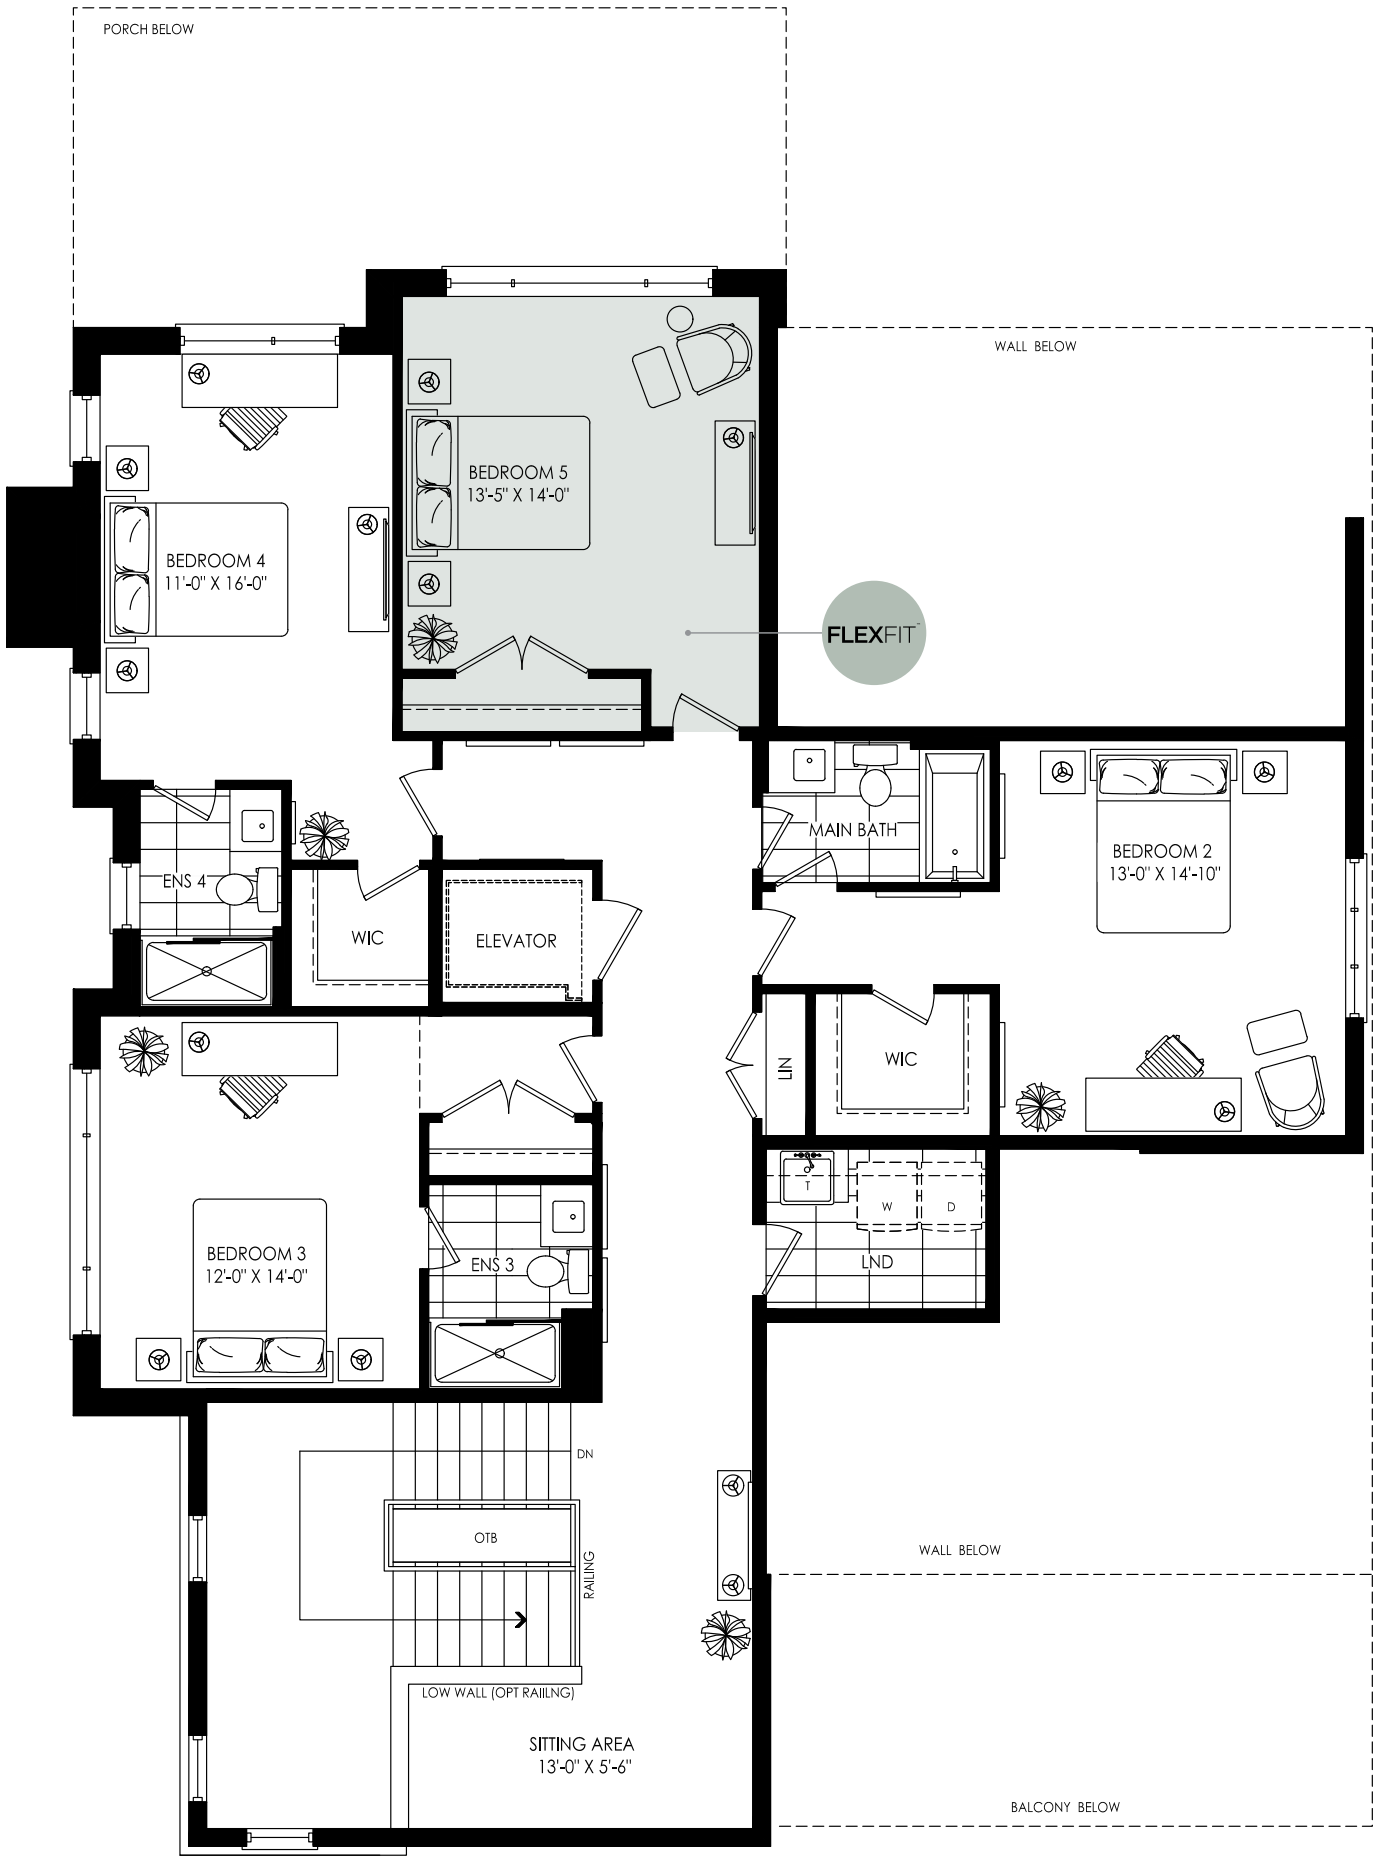 PORCH BELOW
WALL BELOW
BEDROOM 5
13'-5" X 14'-0"
BEDROOM 4
11'-0" X 16'-0"
FLEXFIT™
MAIN BATH
BEDROOM 2
13'-0" X 14'-10"
ENS 4
WIC
ELEVATOR
LIN
WIC
T
W
D
BEDROOM 3
12'-0" X 14'-0"
ENS 3
LND
DN
OTB
RAILING
WALL BELOW
LOW WALL (OPT RAIILNG)
SITTING AREA
13'-0" X 5'-6"
BALCONY BELOW